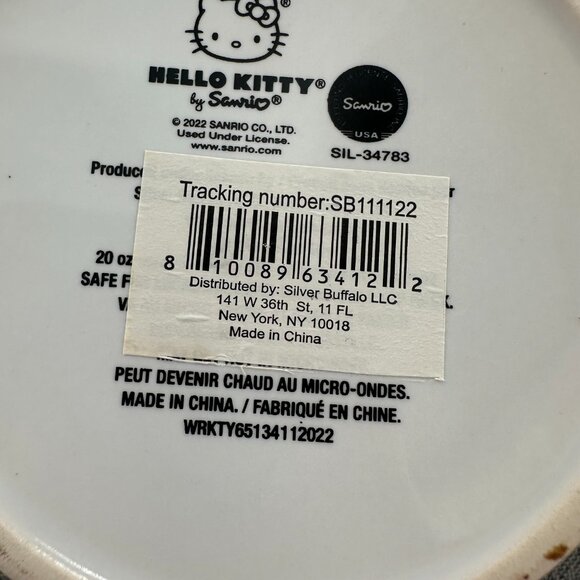 HELLO KITTY®
by Sanrio®
© 2022 SANRIO CO., LTD.
Used Under License.
www.sanrio.com
Sanrio
USA
SIL-34783
Tracking number:SB111122
8 10089 63412 2
Distributed by: Silver Buffalo LLC
141 W 36th St, 11 FL
New York, NY 10018
Made in China
20 oz
SAFE
PEUT DEVENIR CHAUD AU MICRO-ONDES.
MADE IN CHINA. / FABRIQUÉ EN CHINE.
WRKTY65134112022